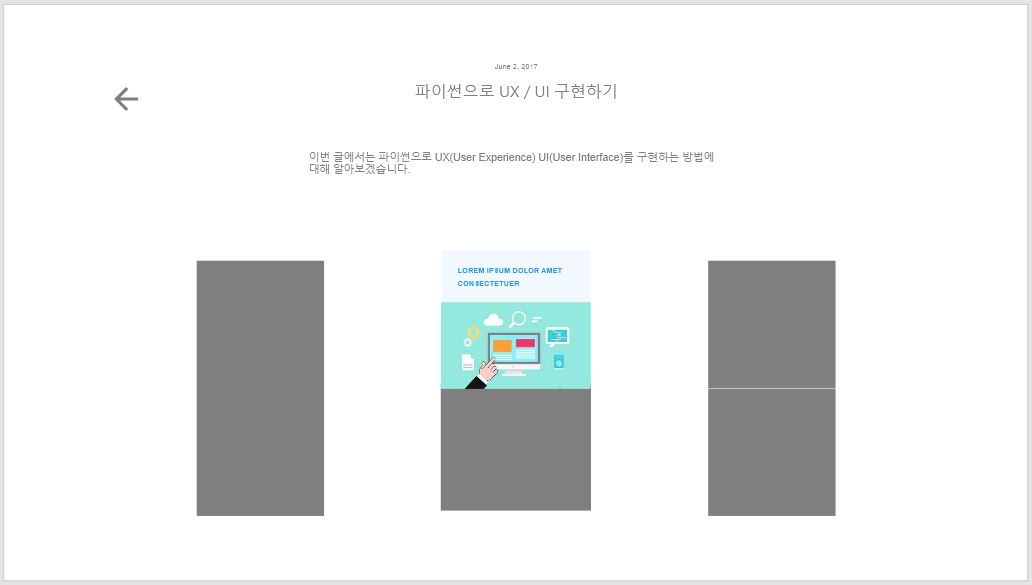 June 2, 2017
파이썬으로 UX / UI 구현하기
이번 글에서는 파이썬으로 UX(User Experience) UI(User Interface)를 구현하는 방법에
대해 알아보겠습니다.
LOREM IPSUM DOLOR AMET
CONSECTETUER